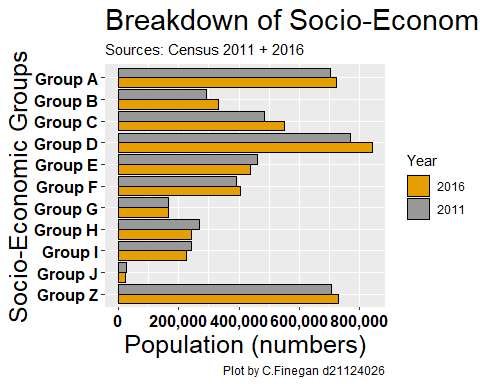 Breakdown of Socio-Econom
Sources: Census 2011 + 2016
Socio-Economic Groups
Group A
Group B
Group C
Group D
Group E
Group F
Group G
Group H
Group I
Group J
Group Z
0 200,000 400,000 600,000 800,000
Population (numbers)
Year
2016
2011
Plot by C.Finegan d21124026